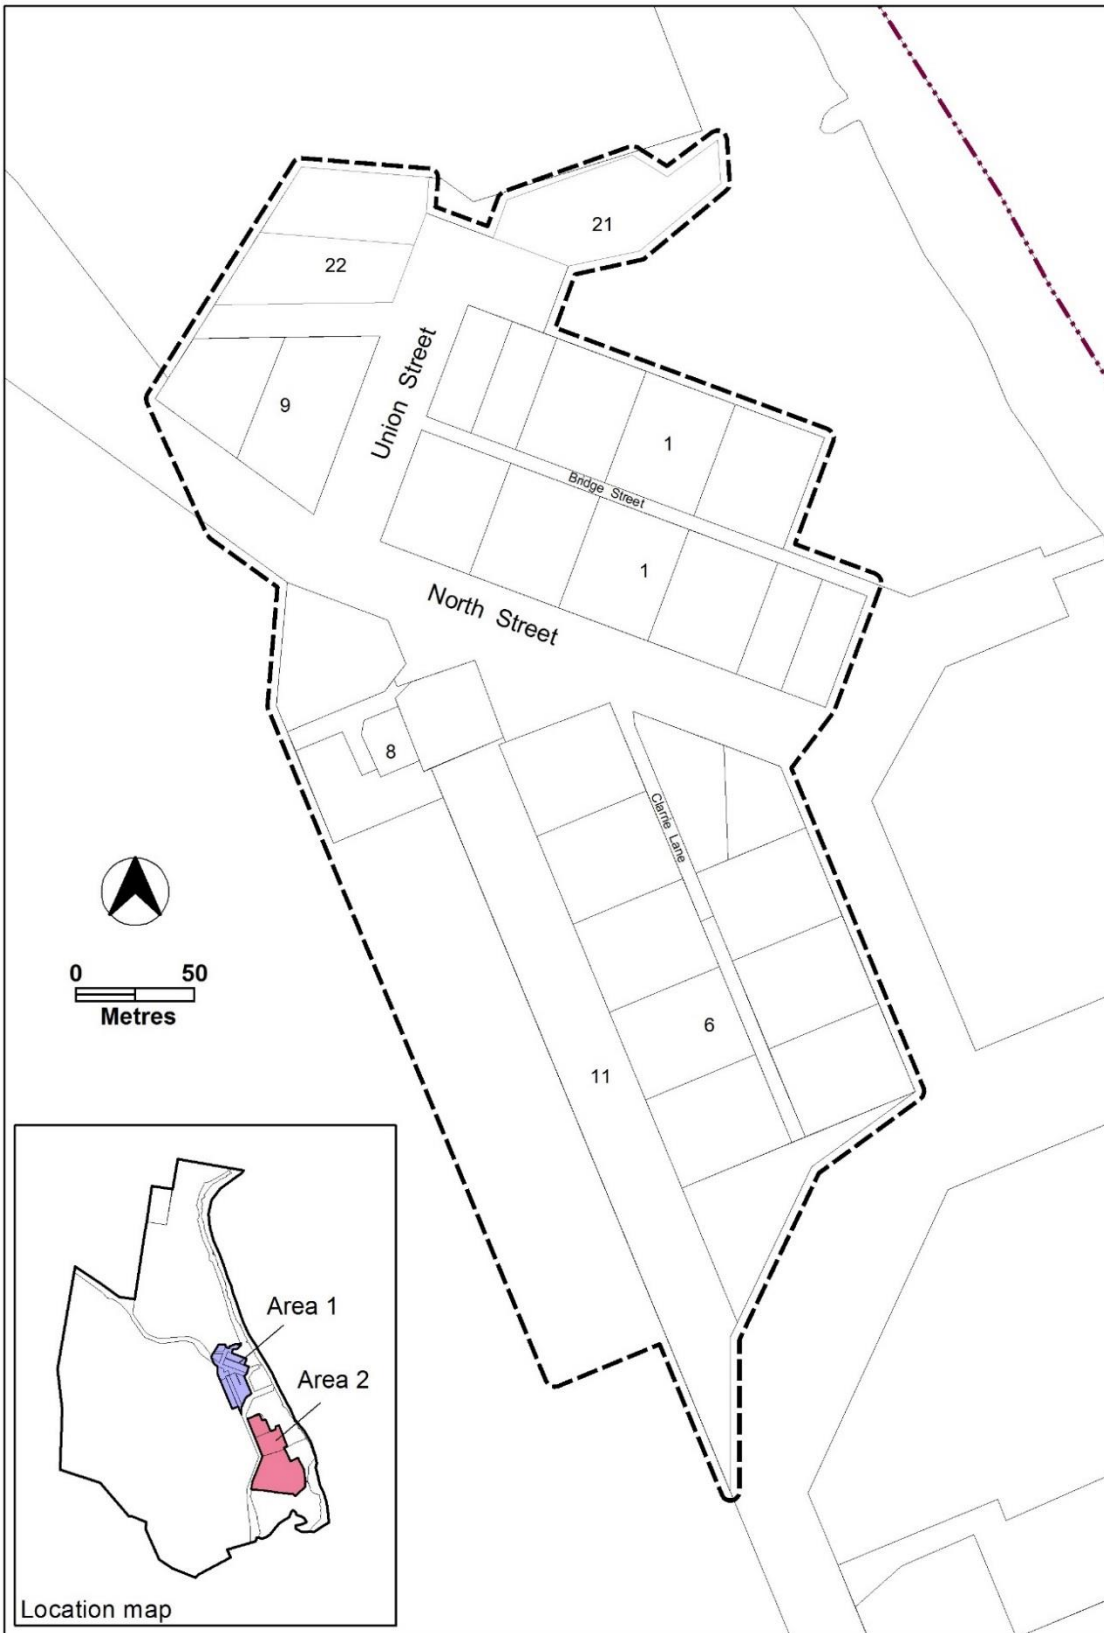 21
22
Union Street
9
1
Bridge Street
1
North Street
8
Clarrie Lane
0 50
Metres
6
11
Area 1
Area 2
Location map